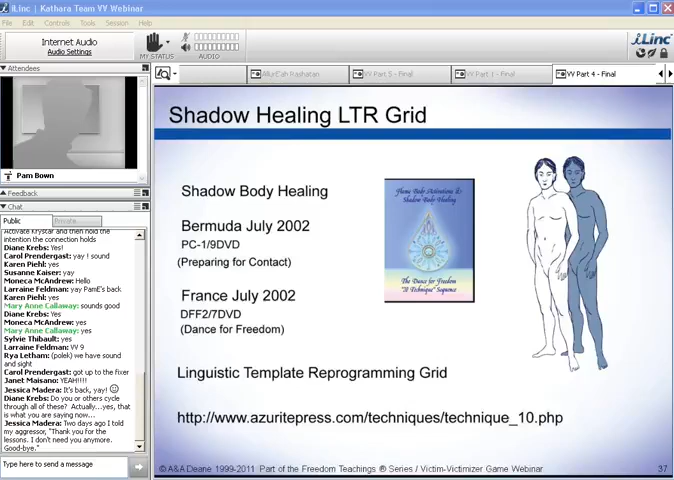 iLinc - Kathara Team VV Webinar
File Edit Controls Tools Session Help
Internet Audio
Audio Settings
MY STATUS
AUDIO
iLinc
Attendees
Pam Bown
Feedback
Chat
Public
Private
Activate Krystar and then hold the
intention the connection holds
Diane Krebs: Yes!
Carol Prendergast: yay ! sound
Karen Piehl: yes
Susanne Kaiser: yay
Moneca McAndrew: Hello
Larraine Feldman: yay PamE's back
Karen Piehl: yes
Mary Anne Callaway: sounds good
Diane Krebs: Yes
Moneca McAndrew: yes
Mary Anne Callaway: yes
Sylvie Thibault: yes
Larraine Feldman: VV 9
Rya Letham: (polek) we have sound
and sight
Carol Prendergast: got up to the fixer
Janet Maisano: YEAH!!!!
Jessica Madera: It's back, yay!
Diane Krebs: Do you or others cycle
through all of these? Actually...yes, that
is what you are saying now...
Jessica Madera: Two days ago I told
my aggressor, "Thank you for the
lessons. I don't need you anymore.
Good-bye."
Type here to send a message
AllurEah Rashatan
VV Part 5 - Final
VV Part 1 - Final
VV Part 4 - Final
Shadow Healing LTR Grid
Shadow Body Healing
Bermuda July 2002
PC-1/9DVD
(Preparing for Contact)
France July 2002
DFF2/7DVD
(Dance for Freedom)
Flame Body Activations &
Shadow Body Healing
The Dance for Freedom
Technique" Sequence
Linguistic Template Reprogramming Grid
http://www.azuritepress.com/techniques/technique_10.php
© A&A Deane 1999-2011 Part of the Freedom Teachings ® Series / Victim-Victimizer Game Webinar
37